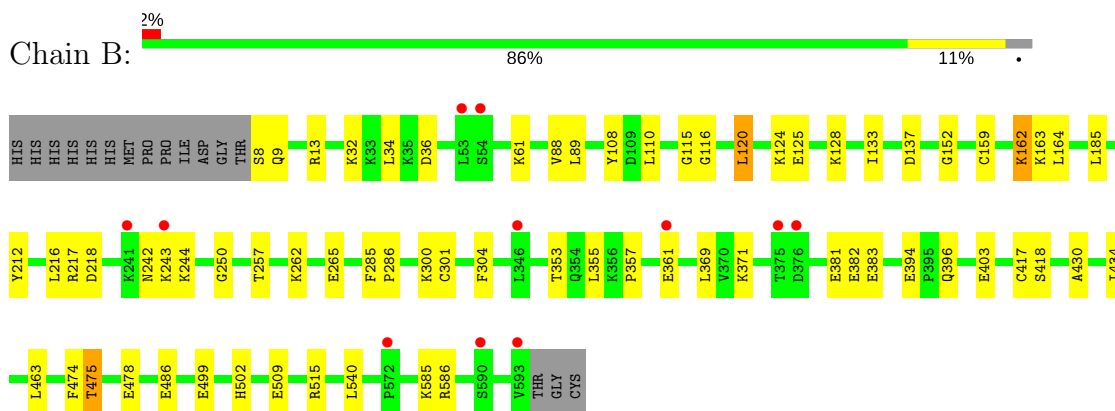 2%
Chain B:
86% 11% •
HIS HIS HIS HIS HIS HIS MET PRO PRO ILE ASP GLY THR S8 Q9 R13 K32 K33 L34 K35 D36 L53 S54 K61 V88 L89 Y108 D109 L110 G115 G116 L120 K124 E125 K128 I133 D137 G152 C159 K162 K163 L164 L185
Y212 L216 R217 D218 K241 N242 K243 K244 G250 T257 K262 E265 F285 P286 K300 C301 F304 L346 T353 Q354 L355 K356 P357 E361 L369 V370 K371 T375 D376 E381 E382 E383 E394 P395 Q396 E403 C417 S418 A430
L463 F474 T475 E478 E486 E499 H502 E509 R515 L540 P572 K585 R586 S590 V593 THR GLY CYS